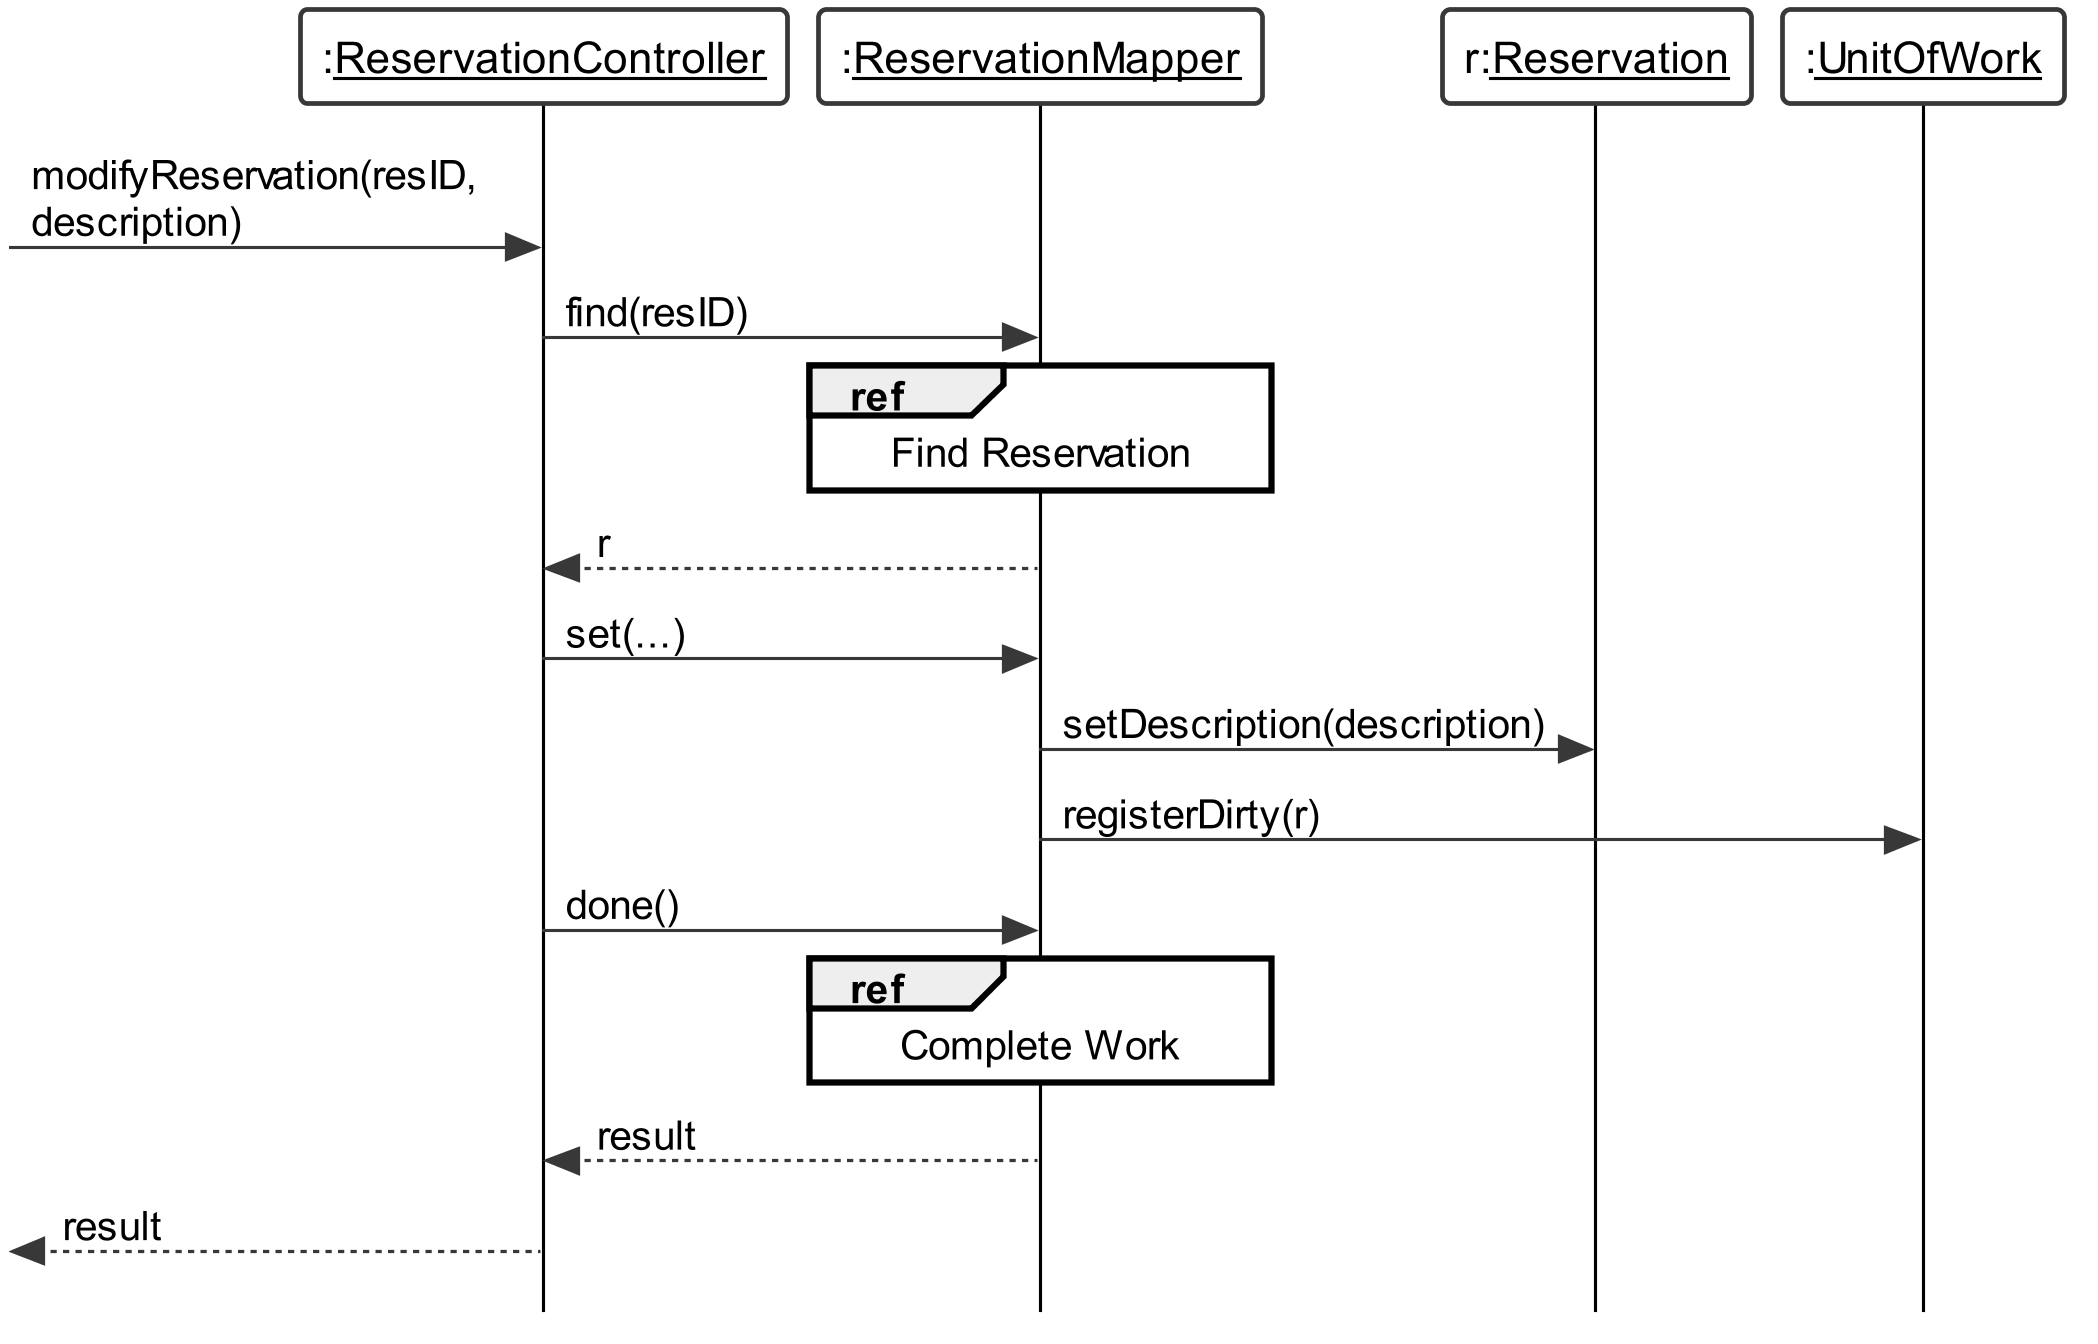 :ReservationController
:ReservationMapper
r:Reservation
:UnitOfWork
modifyReservation(resID,
description)
find(resID)
ref
Find Reservation
r
set(...)
setDescription(description)
registerDirty(r)
done()
ref
Complete Work
result
result